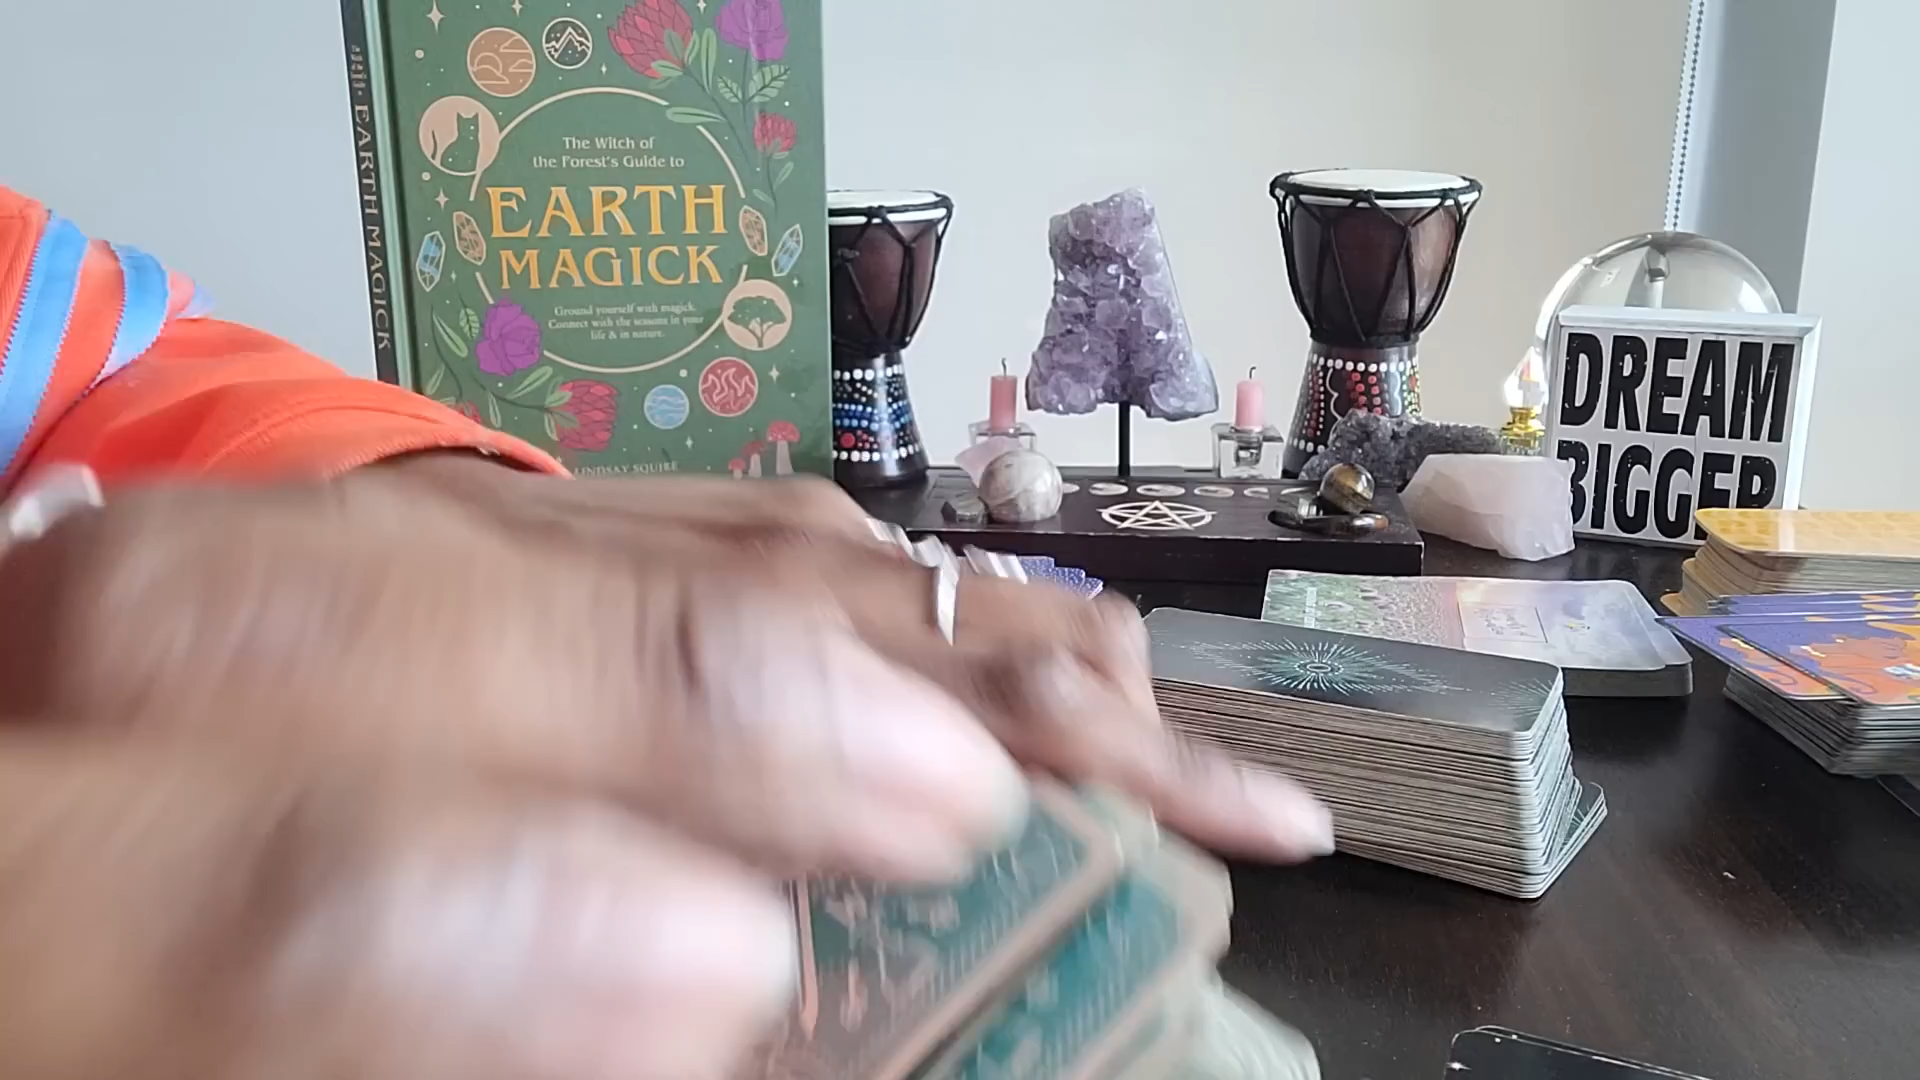 EARTH MAGICK
The Witch of
the Forest's Guide to
EARTH
MAGICK
Ground yourself with magick.
Connect with the seasons in your
life & in nature.
LINDSAY SQUIRE
DREAM
BIGGER